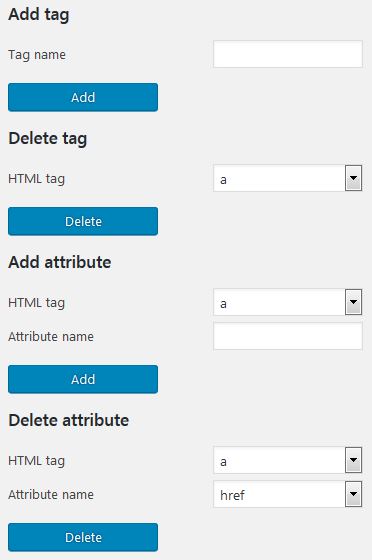 Add tag
Tag name
Add
Delete tag
HTML tag a
Delete
Add attribute
HTML tag a
Attribute name
Add
Delete attribute
HTML tag a
Attribute name href
Delete